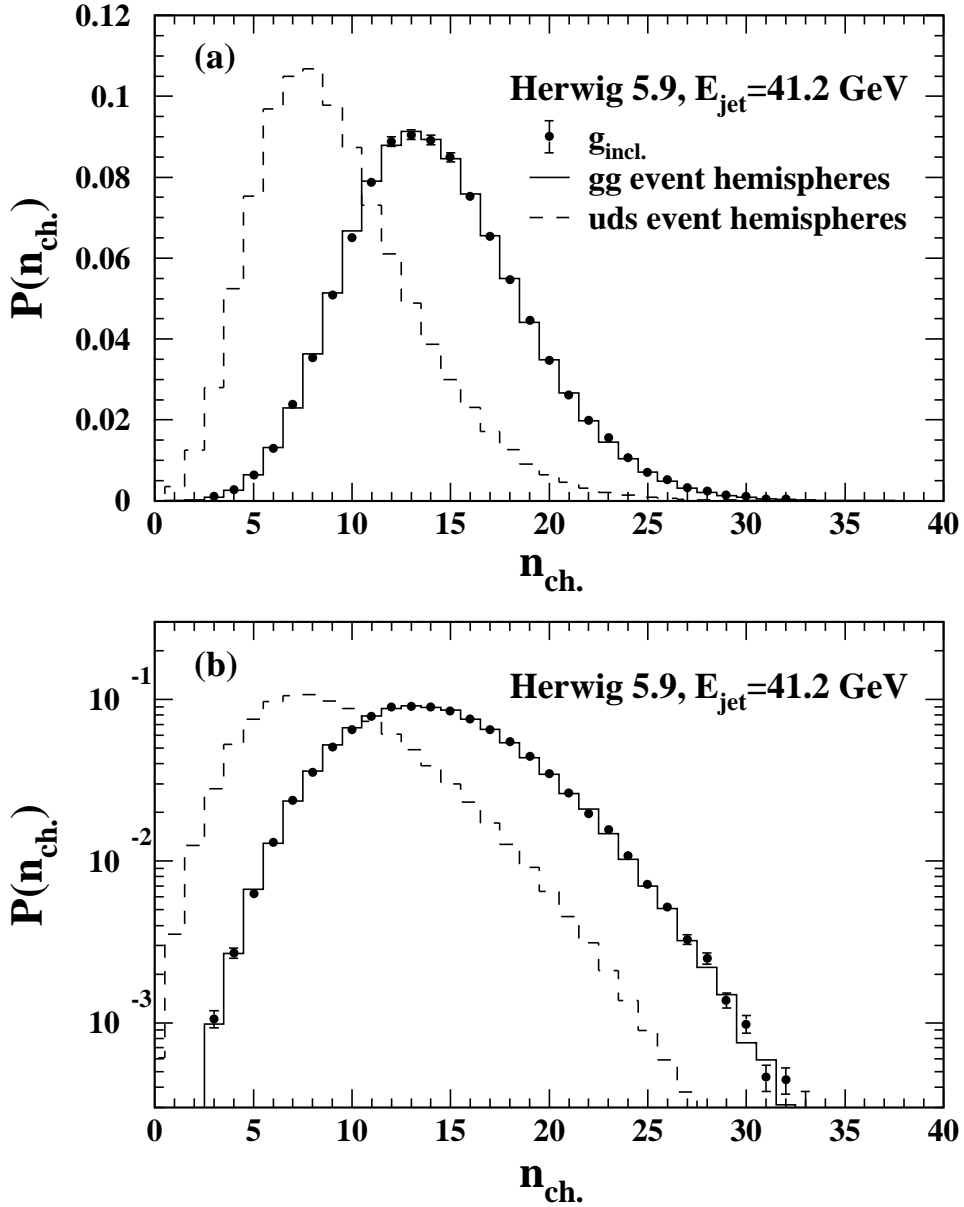 (a)
Herwig 5.9, E_jet=41.2 GeV
g_incl.
gg event hemispheres
uds event hemispheres
P(n_ch.)
0.12
0.1
0.08
0.06
0.04
0.02
0
0 5 10 15 20 25 30 35 40
n_ch.
(b)
Herwig 5.9, E_jet=41.2 GeV
P(n_ch.)
10^-1
10^-2
10^-3
0 5 10 15 20 25 30 35 40
n_ch.